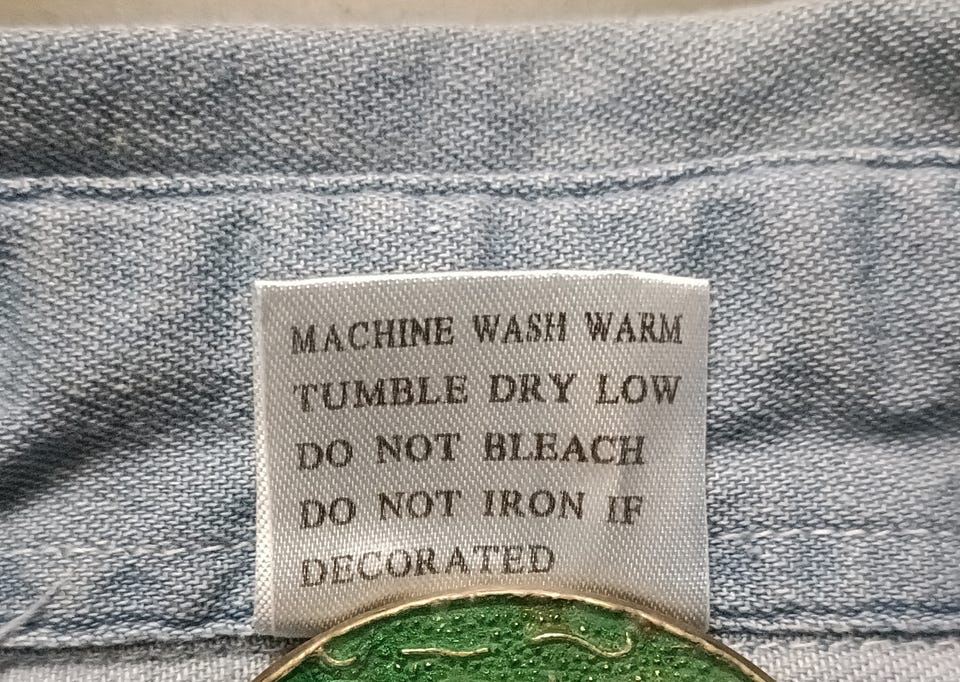 MACHINE WASH WARM
TUMBLE DRY LOW
DO NOT BLEACH
DO NOT IRON IF
DECORATED